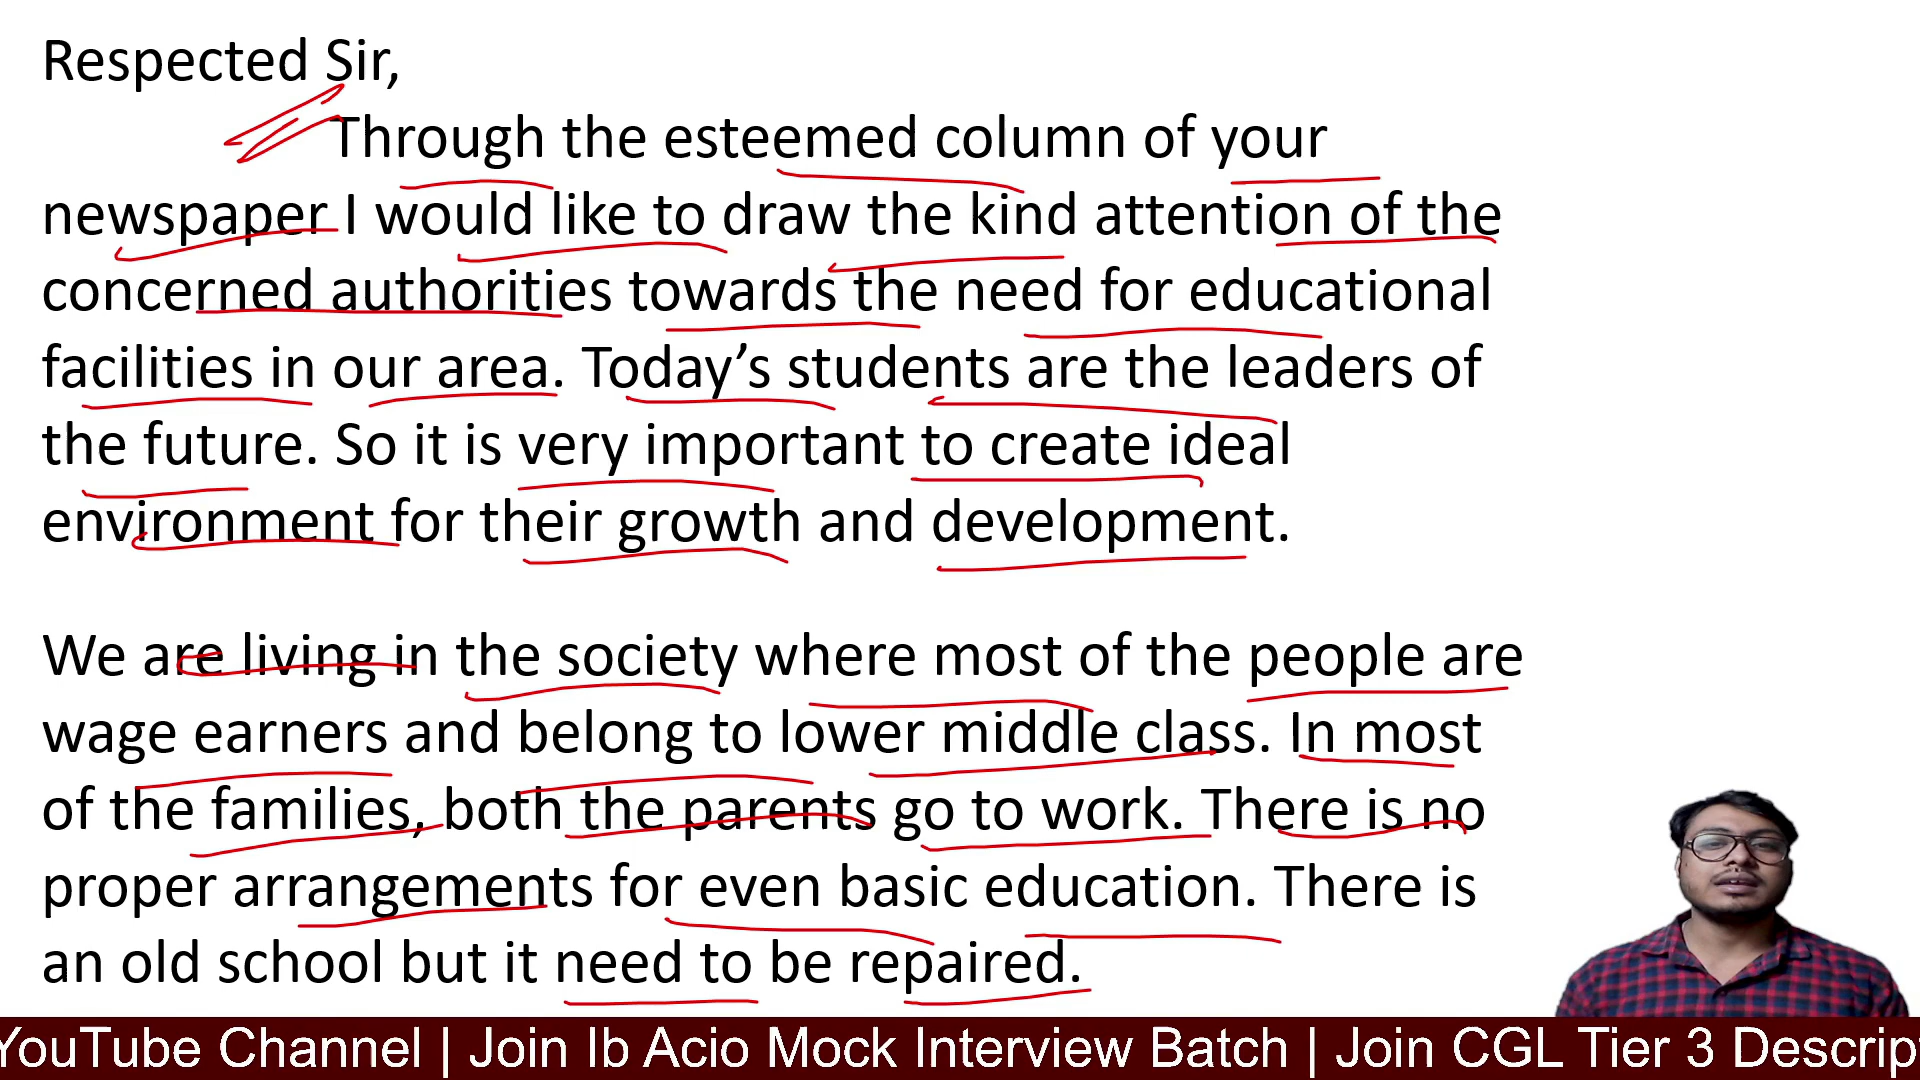 Respected Sir,
Through the esteemed column of your
newspaper I would like to draw the kind attention of the
concerned authorities towards the need for educational
facilities in our area. Today’s students are the leaders of
the future. So it is very important to create ideal
environment for their growth and development.
We are living in the society where most of the people are
wage earners and belong to lower middle class. In most
of the families, both the parents go to work. There is no
proper arrangements for even basic education. There is
an old school but it need to be repaired.
YouTube Channel | Join Ib Acio Mock Interview Batch | Join CGL Tier 3 Descrip